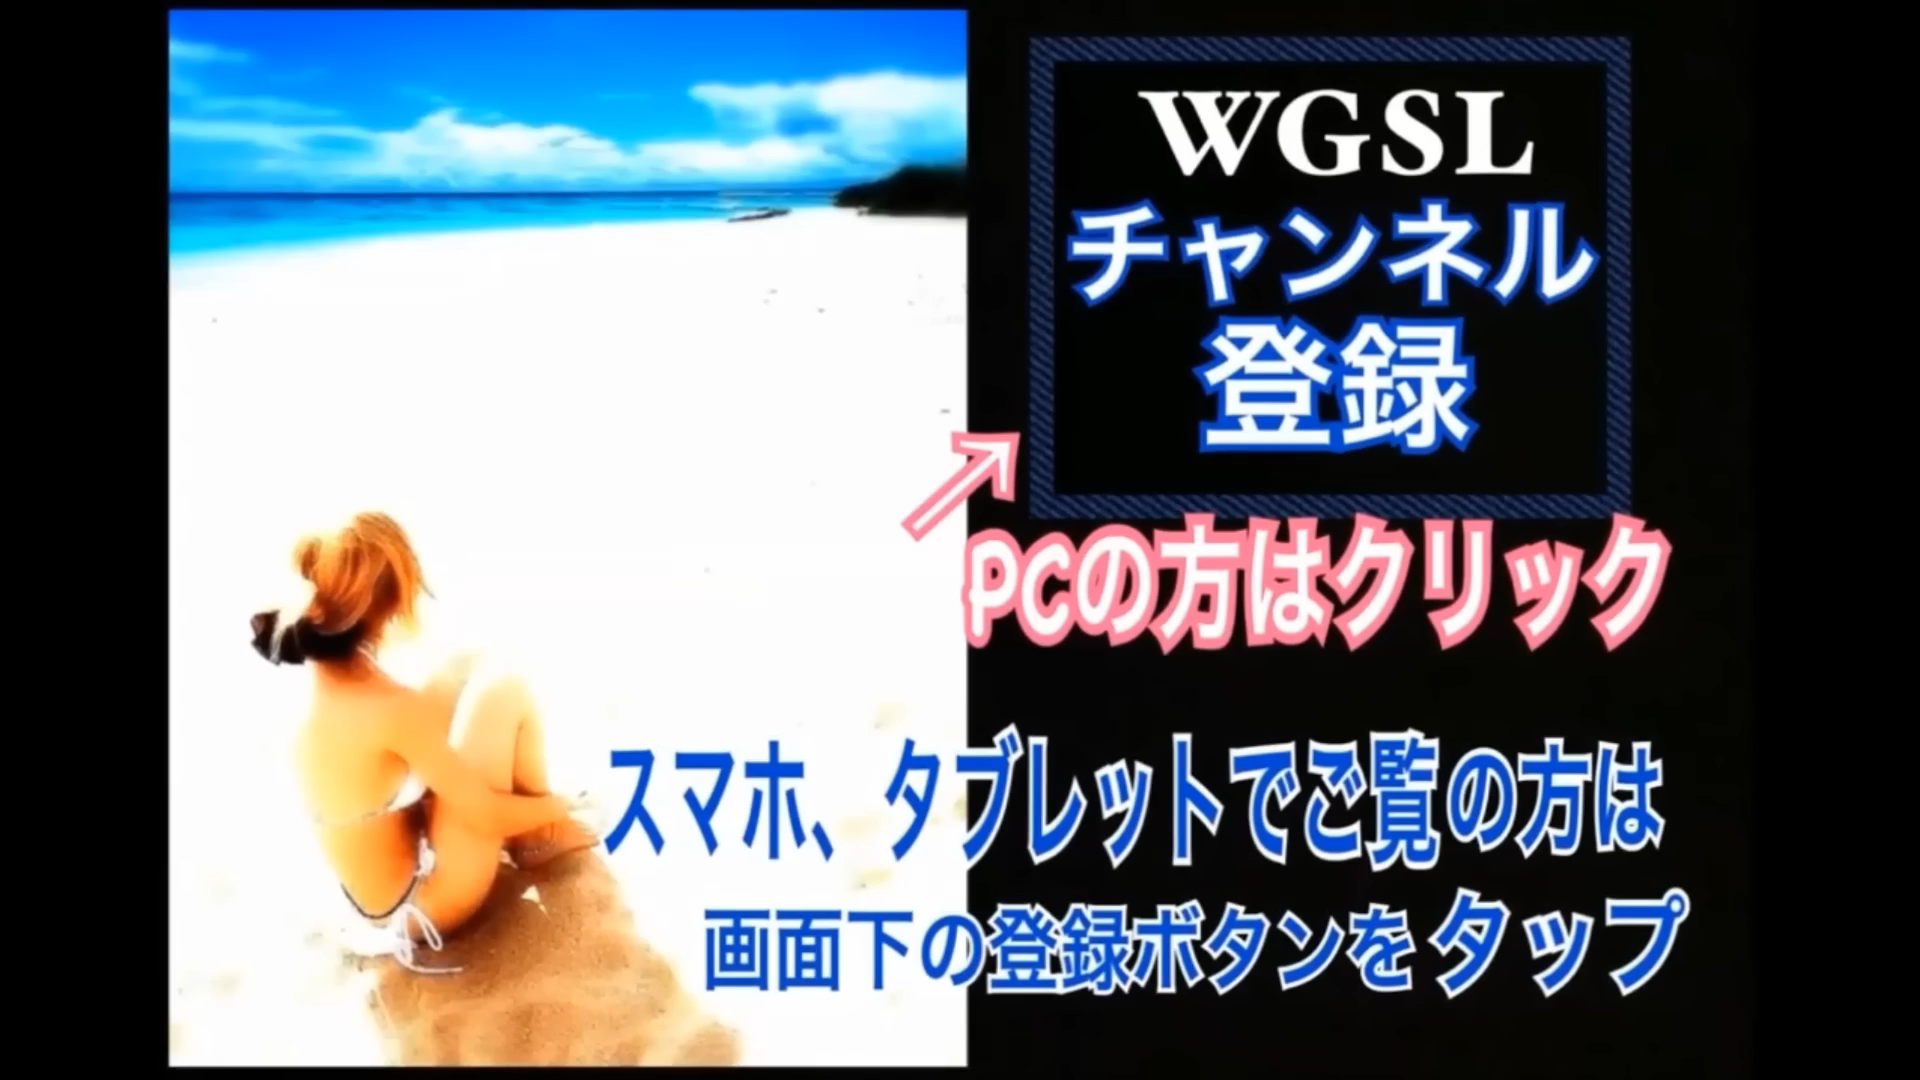 WGSL
チャンネル
登録
PCの方はクリック
スマホ、タブレットでご覧の方は
画面下の登録ボタンをタップ